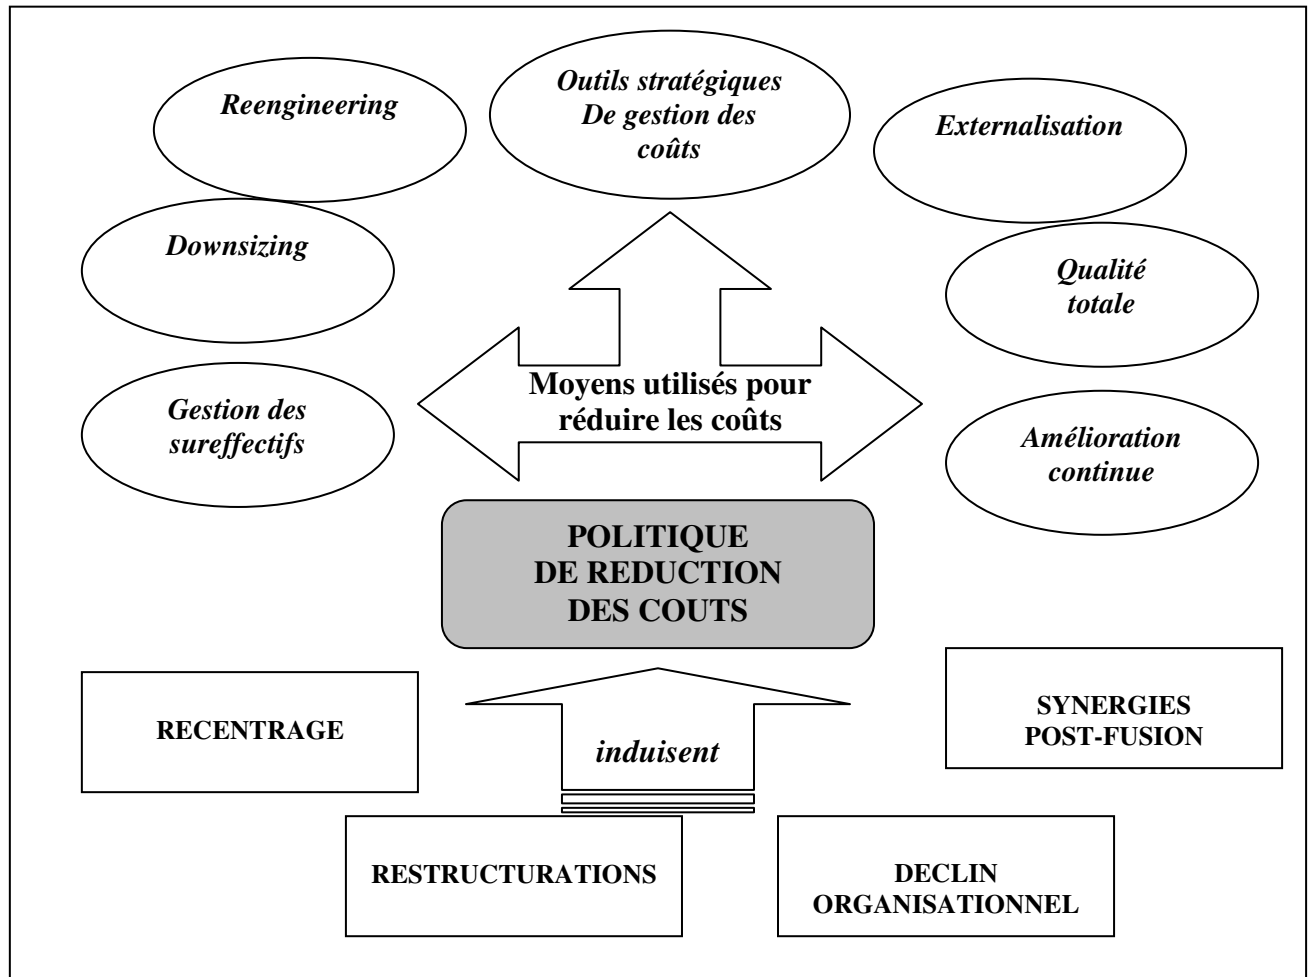 Reengineering
Outils stratégiques
De gestion des
coûts
Externalisation
Downsizing
Qualité
totale
Gestion des
sureffectifs
Moyens utilisés pour
réduire les coûts
Amélioration
continue
POLITIQUE
DE REDUCTION
DES COUTS
RECENTRAGE
induisent
SYNERGIES
POST-FUSION
RESTRUCTURATIONS
DECLIN
ORGANISATIONNEL